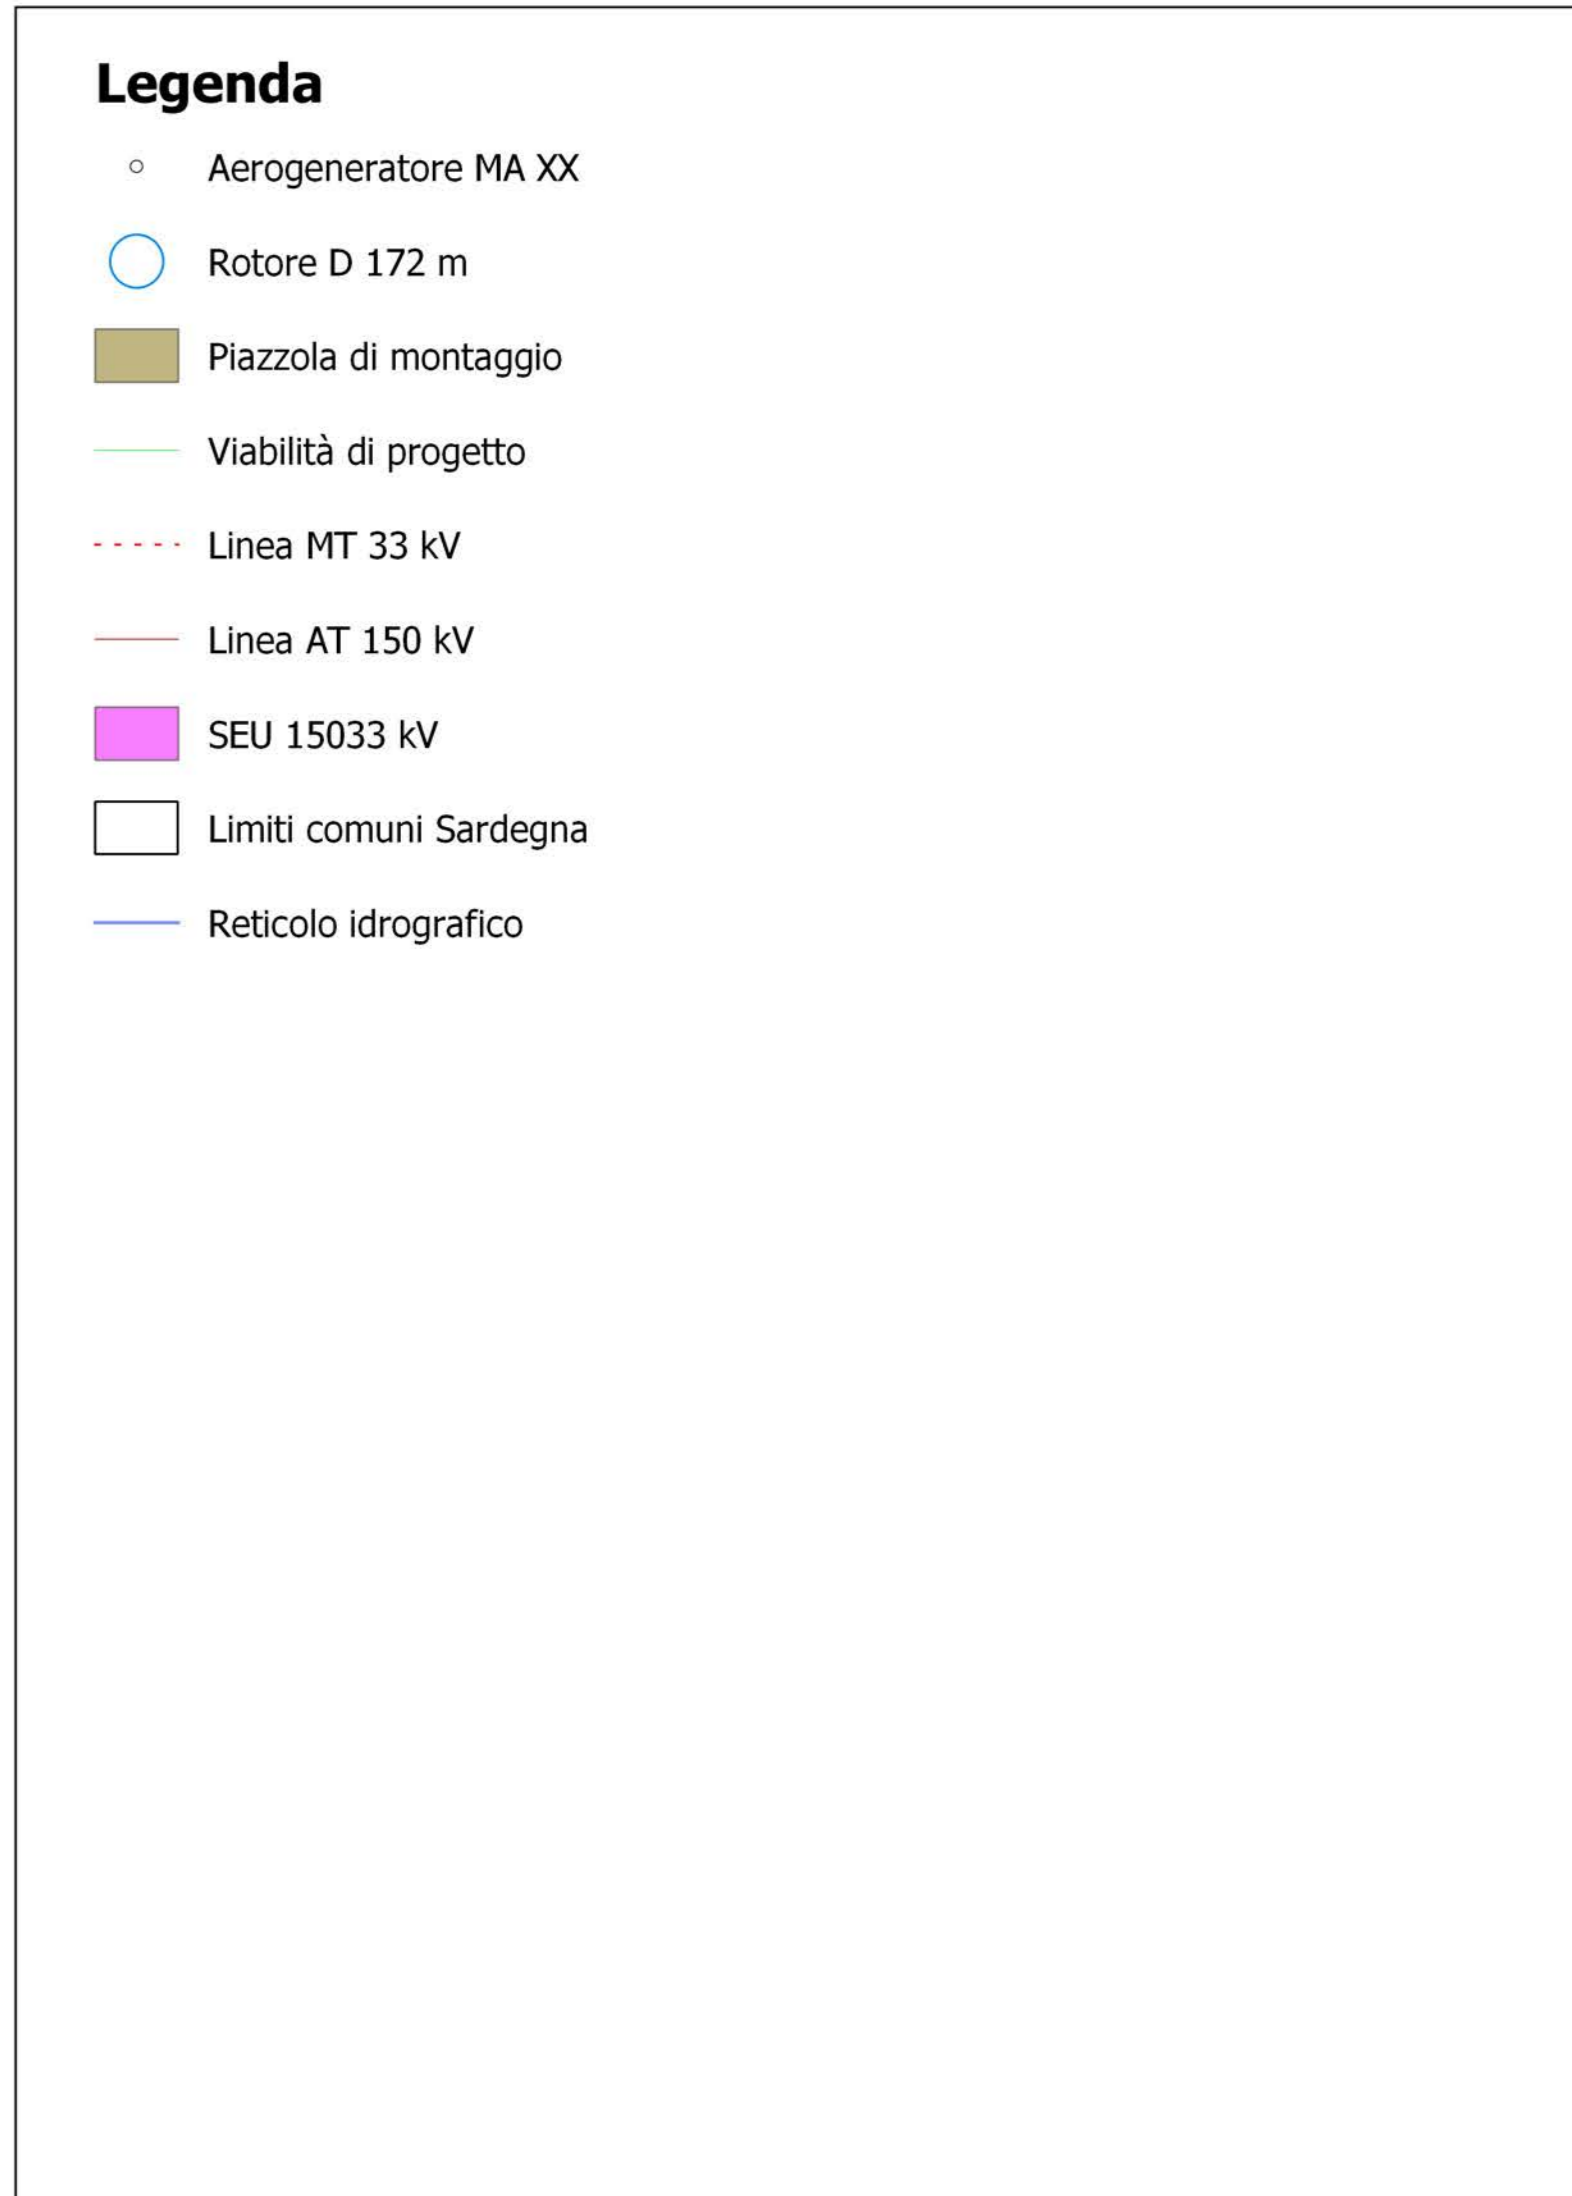 Legenda
Aerogeneratore MA XX
Rotore D 172 m
Piazzola di montaggio
Viabilità di progetto
Linea MT 33 kV
Linea AT 150 kV
SEU 15033 kV
Limiti comuni Sardegna
Reticolo idrografico